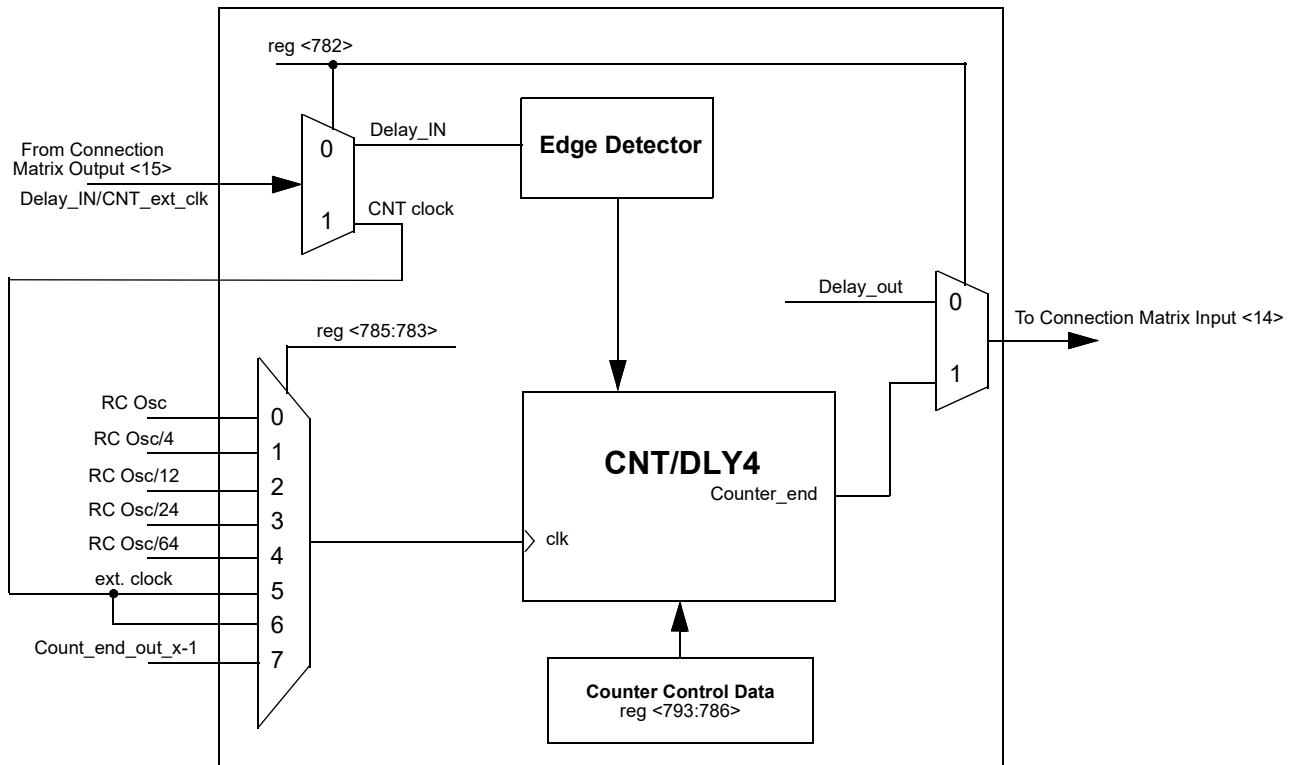 reg <782>
0
Delay_IN
Edge Detector
From Connection
Matrix Output <15>
Delay_IN/CNT_ext_clk
1
CNT clock
Delay_out
0
To Connection Matrix Input <14>
1
reg <785:783>
RC Osc
0
RC Osc/4
1
RC Osc/12
2
RC Osc/24
3
RC Osc/64
4
ext. clock
5
6
Count_end_out_x-1
7
CNT/DLY4
Counter_end
clk
Counter Control Data
reg <793:786>